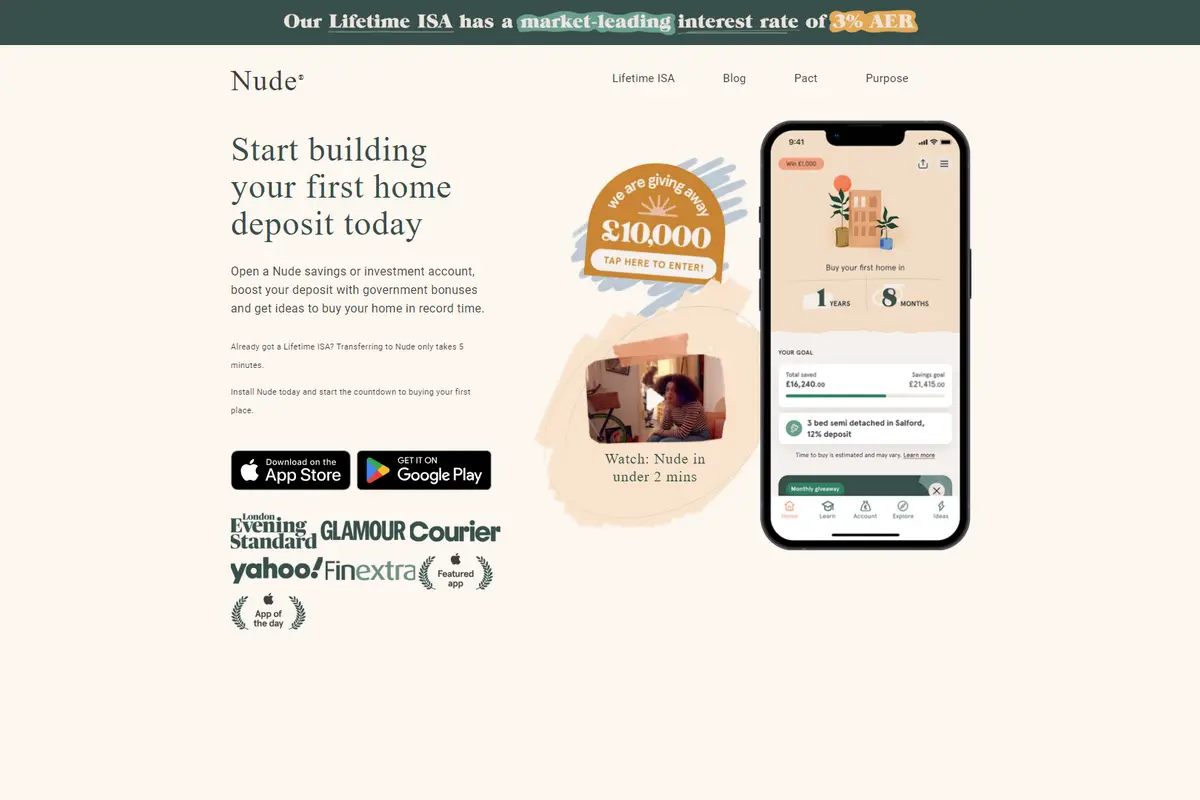 Our Lifetime ISA has a market-leading interest rate of 3% AER
Nude®
Lifetime ISA
Blog
Pact
Purpose
Start building
your first home
deposit today
Open a Nude savings or investment account,
boost your deposit with government bonuses
and get ideas to buy your home in record time.
Already got a Lifetime ISA? Transferring to Nude only takes 5
minutes.
Install Nude today and start the countdown to buying your first
place.
Download on the
App Store
GET IT ON
Google Play
London
Evening
Standard
GLAMOUR
Courier
yahoo!
Finextra
Featured
app
App of
the day
we are giving away
£10,000
TAP HERE TO ENTER!
Watch: Nude in
under 2 mins
9:41
Win £1,000
Buy your first home in
1 YEARS
8 MONTHS
YOUR GOAL
Total saved
Savings goal
£16,240.00
£21,415.00
3 bed semi detached in Salford,
12% deposit
Time to buy is estimated and may vary. Learn more
Monthly giveaway
Home
Learn
Account
Explore
Ideas